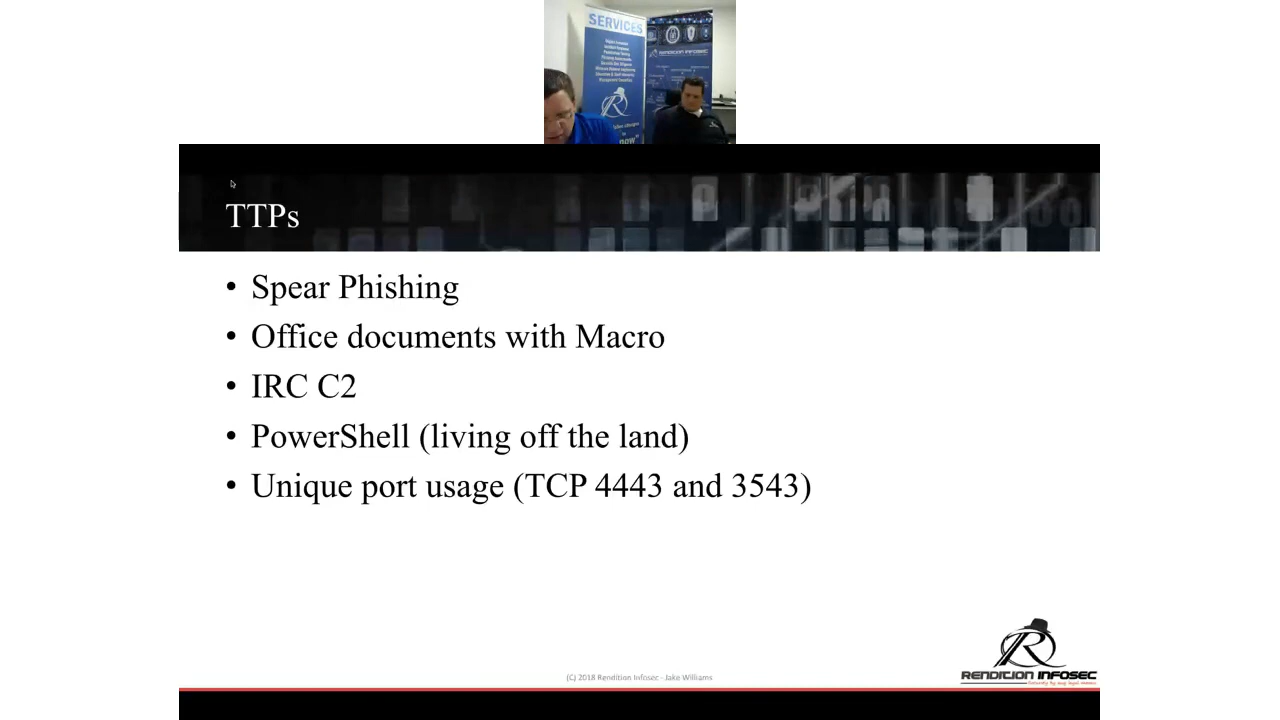 SERVICES
RENDITION INFOSEC
now"
TTPs
• Spear Phishing
• Office documents with Macro
• IRC C2
• PowerShell (living off the land)
• Unique port usage (TCP 4443 and 3543)
(C) 2018 Rendition Infosec - Jake Williams
RENDITION INFOSEC